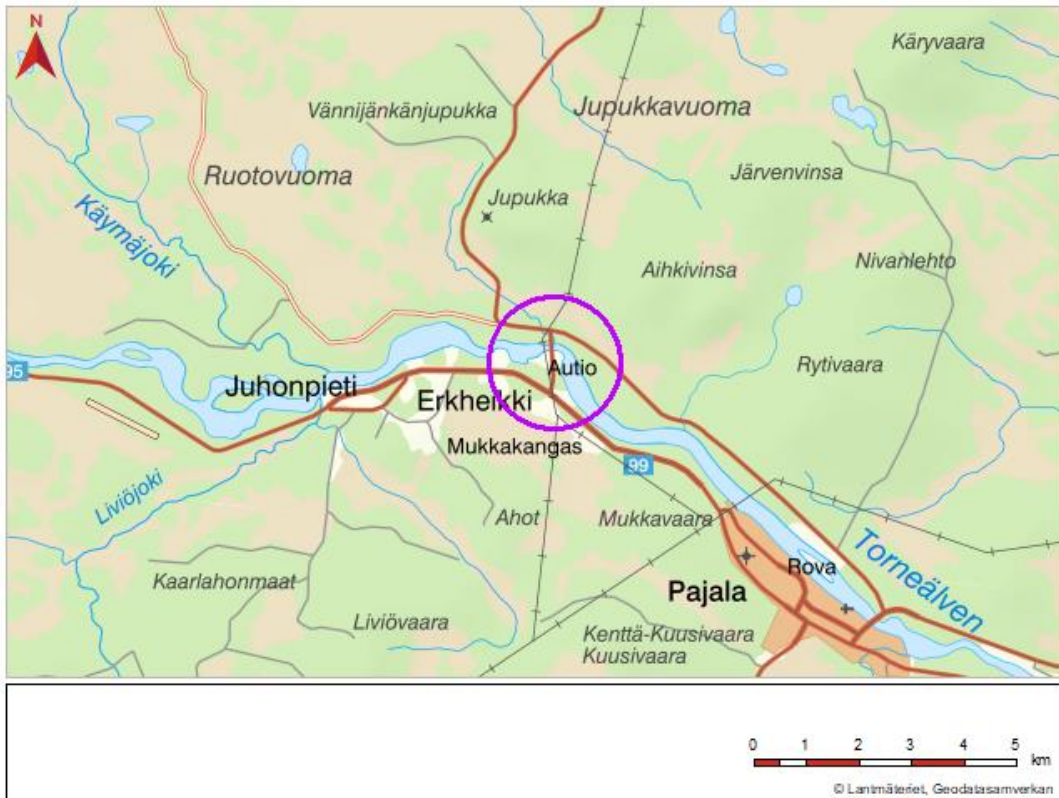 N
Käryvaara
Vännijänkänjupukka
Jupukkavuoma
Ruotovuoma
Järvenvinsa
Käymäjoki
Jupukka
Aihkivinsa
Nivanlehto
Autio
Rytivaara
95
Juhonpieti
Erkheikki
Mukkakangas
99
Liviöjoki
Ahot
Mukkavaara
Torneälven
Rova
Kaarlahonmaat
Pajala
Liviövaara
Kenttä-Kuusivaara
Kuusivaara
0 1 2 3 4 5
km
© Lantmäteriet, Geodatasamverkan